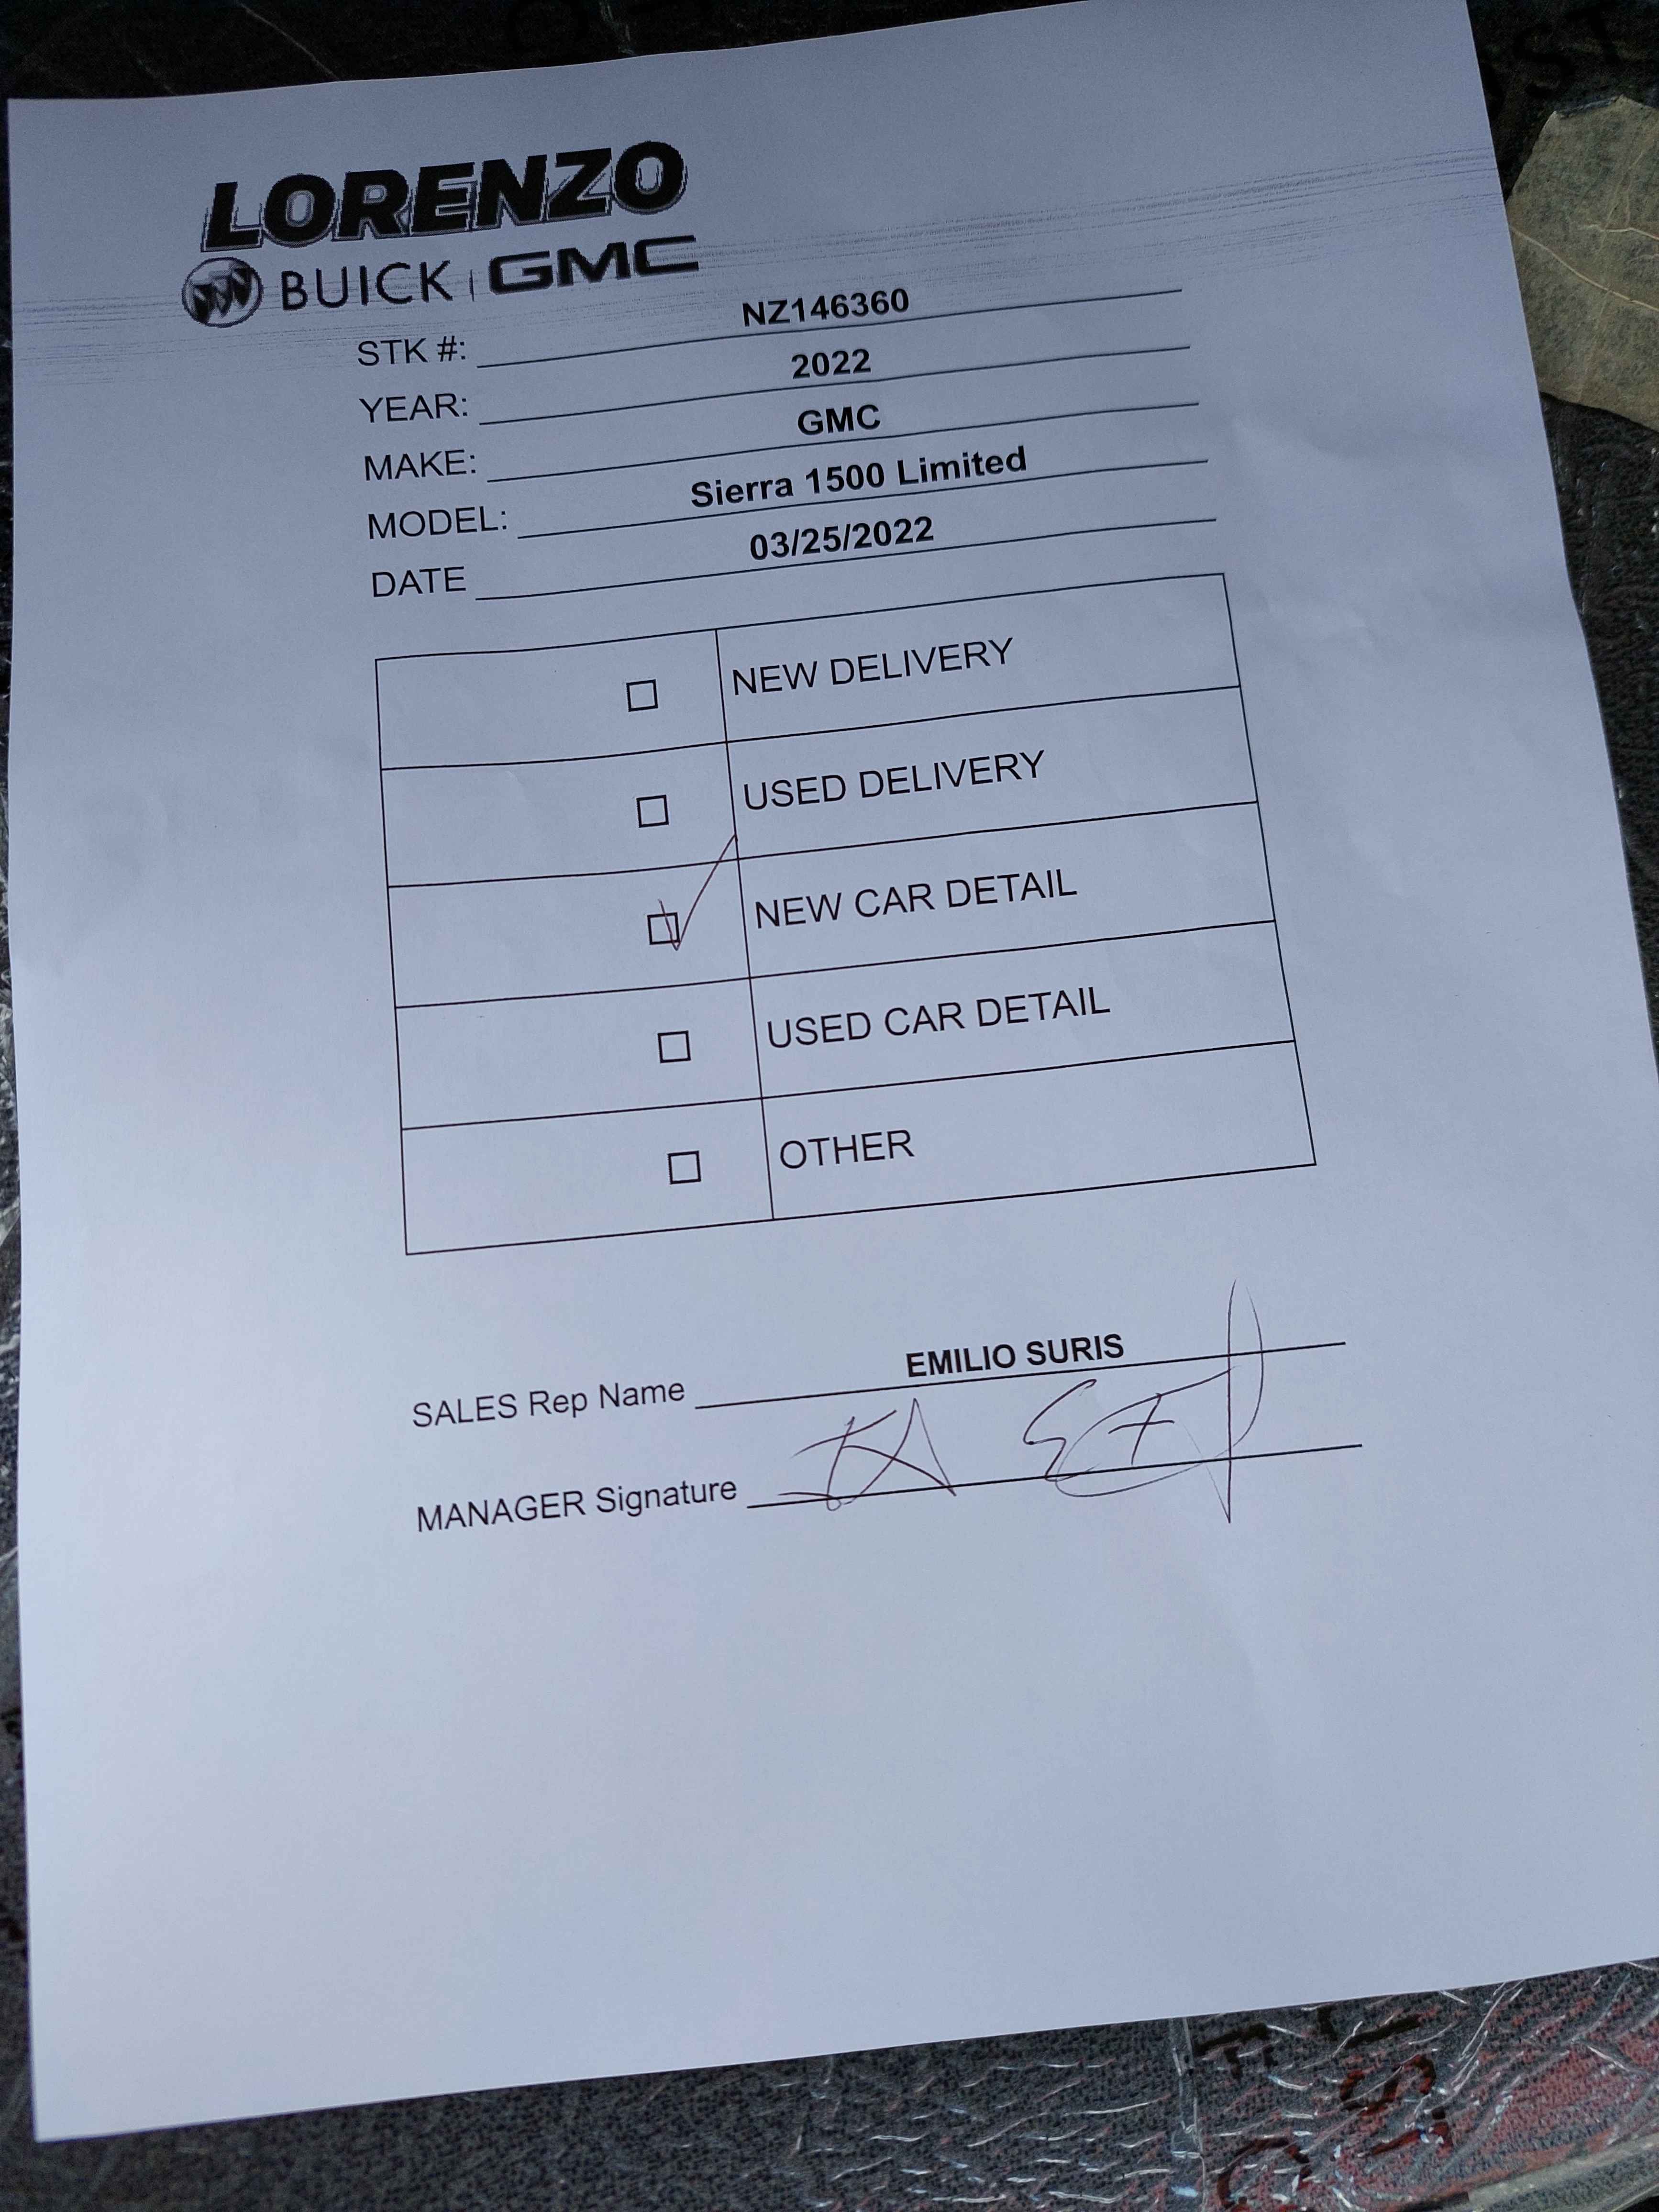 LORENZO
BUICK | GMC
STK #: NZ146360
YEAR: 2022
MAKE: GMC
MODEL: Sierra 1500 Limited
DATE 03/25/2022
NEW DELIVERY
USED DELIVERY
NEW CAR DETAIL
USED CAR DETAIL
OTHER
SALES Rep Name EMILIO SURIS
MANAGER Signature